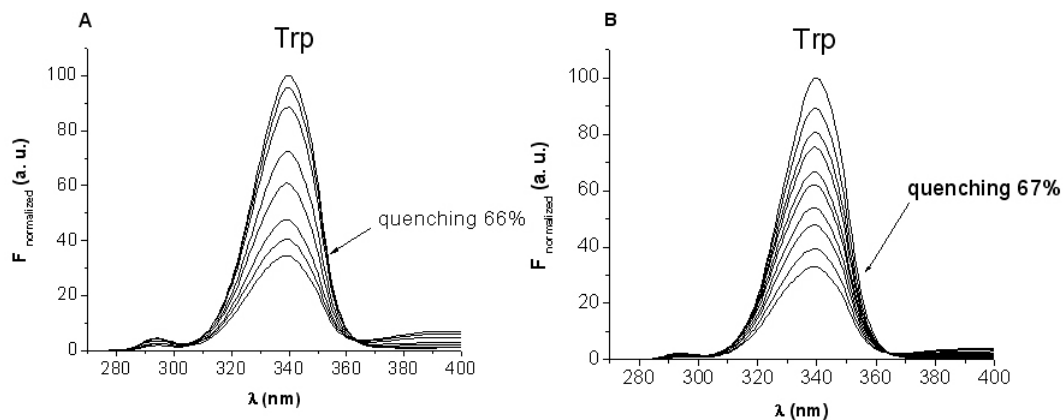 A
Trp
100
80
60
40
20
0
F normalized (a. u.)
quenching 66%
280 300 320 340 360 380 400
λ (nm)
B
Trp
100
80
60
40
20
0
F normalized (a. u.)
quenching 67%
280 300 320 340 360 380 400
λ (nm)